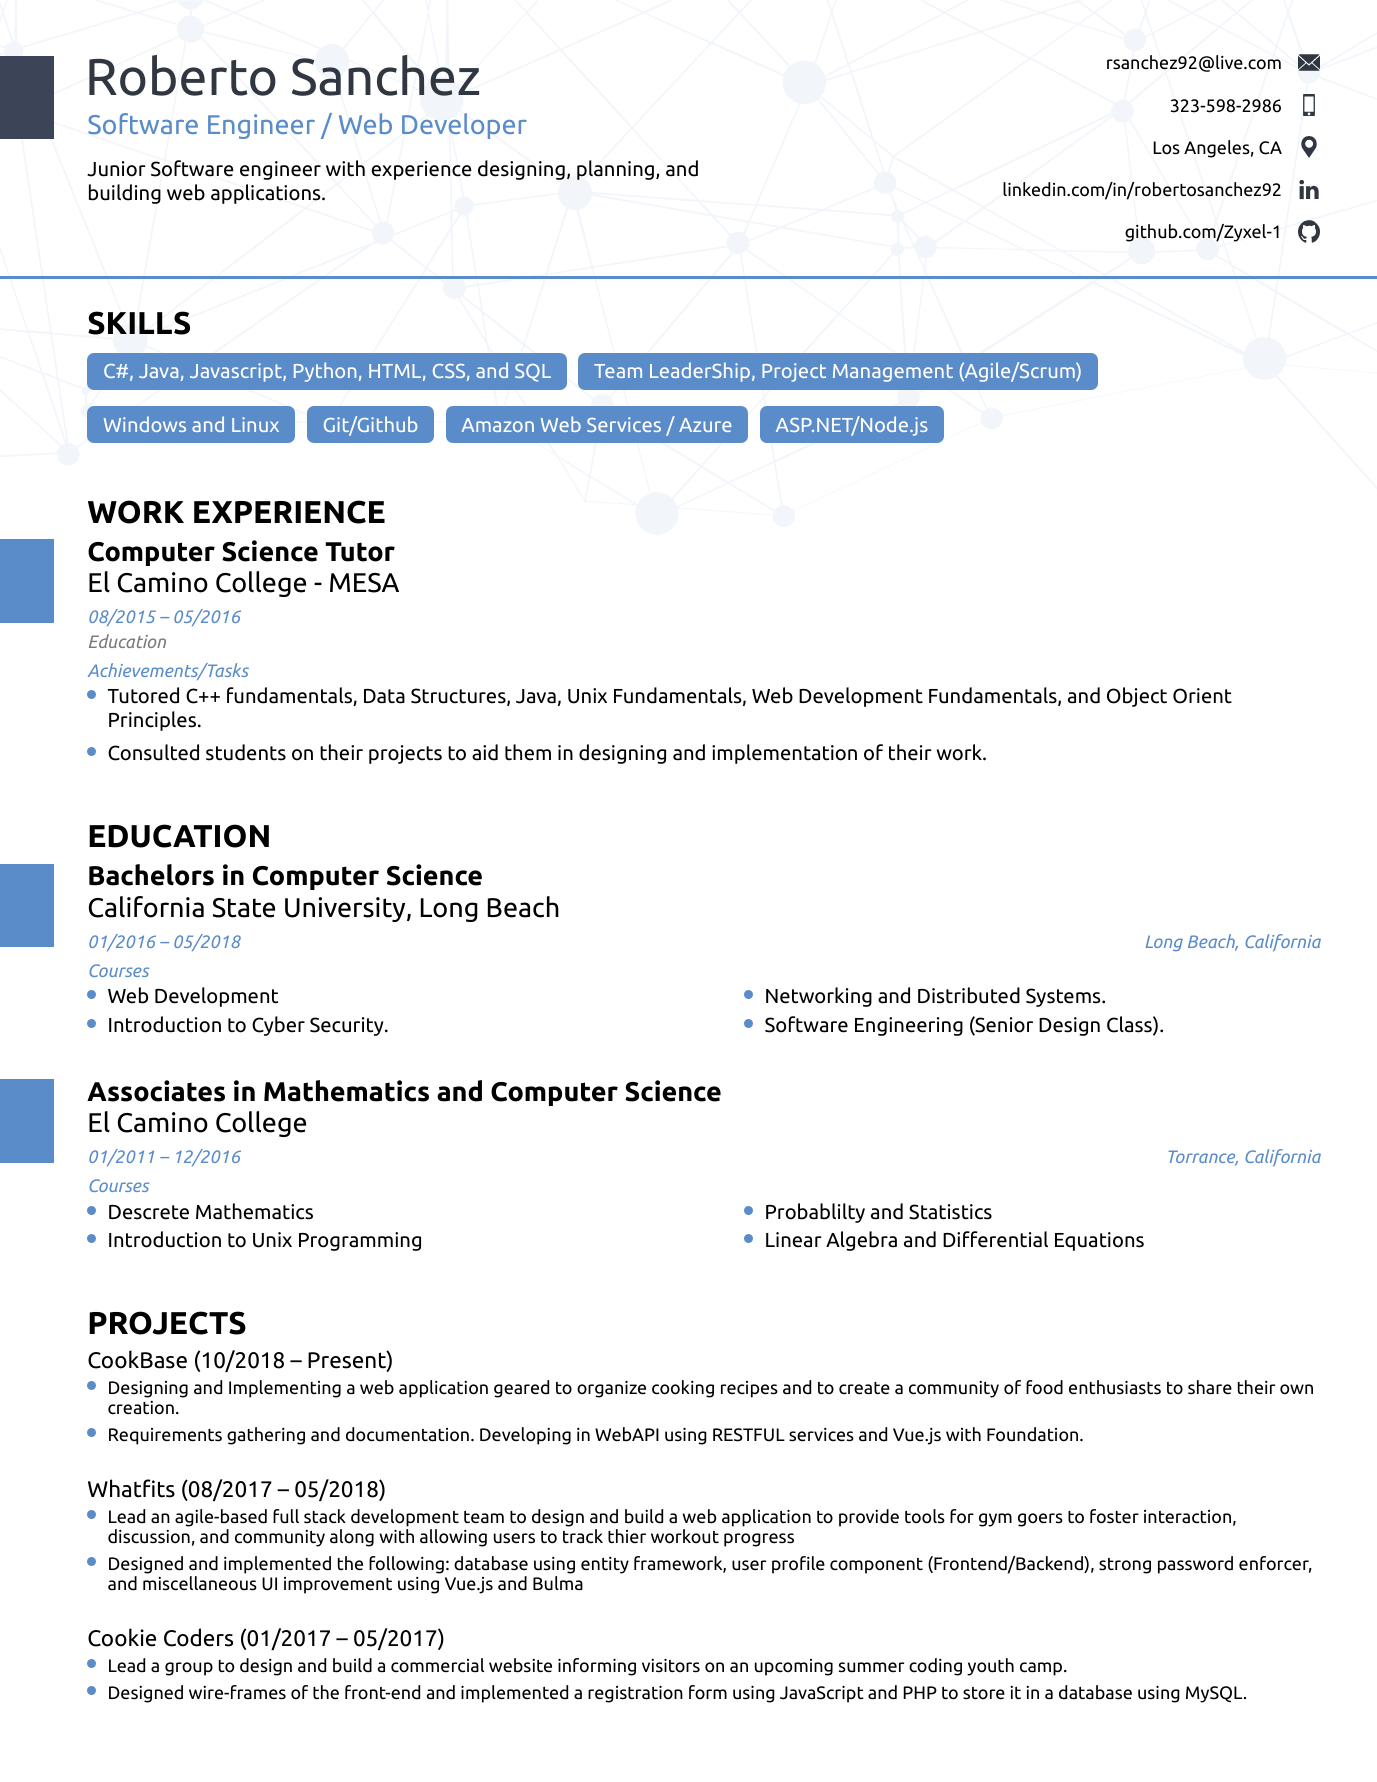 Roberto Sanchez
Software Engineer / Web Developer
Junior Software engineer with experience designing, planning, and
building web applications.
rsanchez92@live.com
323-598-2986
Los Angeles, CA
linkedin.com/in/robertosanchez92
github.com/Zyxel-1
SKILLS
C#, Java, Javascript, Python, HTML, CSS, and SQL
Team LeaderShip, Project Management (Agile/Scrum)
Windows and Linux
Git/Github
Amazon Web Services / Azure
ASP.NET/Node.js
WORK EXPERIENCE
Computer Science Tutor
El Camino College - MESA
08/2015 – 05/2016
Education
Achievements/Tasks
Tutored C++ fundamentals, Data Structures, Java, Unix Fundamentals, Web Development Fundamentals, and Object Orient
Principles.
Consulted students on their projects to aid them in designing and implementation of their work.
EDUCATION
Bachelors in Computer Science
California State University, Long Beach
01/2016 – 05/2018
Long Beach, California
Courses
Web Development
Networking and Distributed Systems.
Introduction to Cyber Security.
Software Engineering (Senior Design Class).
Associates in Mathematics and Computer Science
El Camino College
01/2011 – 12/2016
Torrance, California
Courses
Descrete Mathematics
Probablilty and Statistics
Introduction to Unix Programming
Linear Algebra and Differential Equations
PROJECTS
CookBase (10/2018 – Present)
Designing and Implementing a web application geared to organize cooking recipes and to create a community of food enthusiasts to share their own
creation.
Requirements gathering and documentation. Developing in WebAPI using RESTFUL services and Vue.js with Foundation.
Whatfits (08/2017 – 05/2018)
Lead an agile-based full stack development team to design and build a web application to provide tools for gym goers to foster interaction,
discussion, and community along with allowing users to track thier workout progress
Designed and implemented the following: database using entity framework, user profile component (Frontend/Backend), strong password enforcer,
and miscellaneous UI improvement using Vue.js and Bulma
Cookie Coders (01/2017 – 05/2017)
Lead a group to design and build a commercial website informing visitors on an upcoming summer coding youth camp.
Designed wire-frames of the front-end and implemented a registration form using JavaScript and PHP to store it in a database using MySQL.